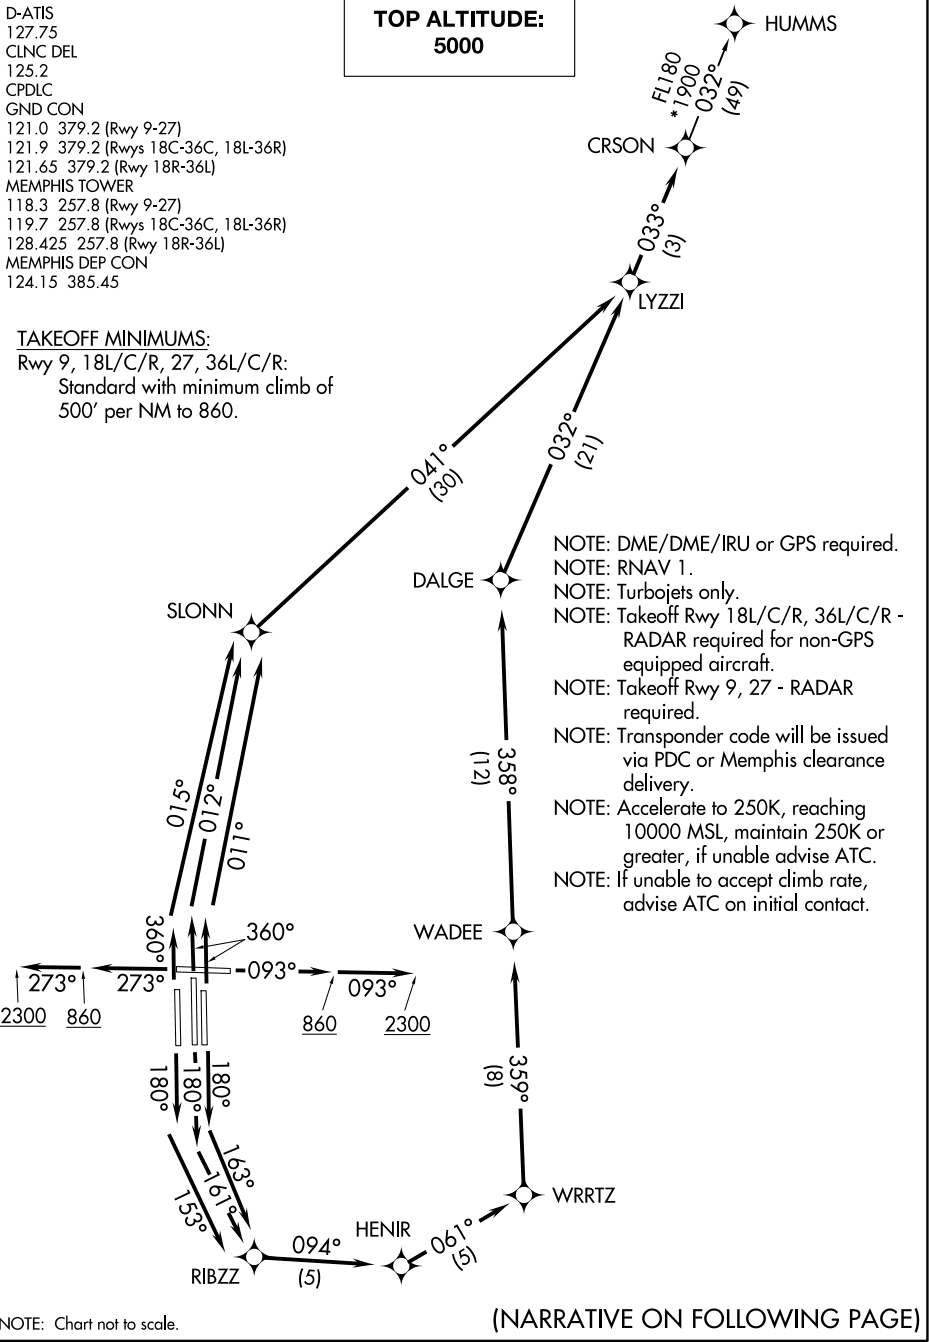 D-ATIS
127.75
CLNC DEL
125.2
CPDLC
GND CON
121.0 379.2 (Rwy 9-27)
121.9 379.2 (Rwys 18C-36C, 18L-36R)
121.65 379.2 (Rwy 18R-36L)
MEMPHIS TOWER
118.3 257.8 (Rwy 9-27)
119.7 257.8 (Rwys 18C-36C, 18L-36R)
128.425 257.8 (Rwy 18R-36L)
MEMPHIS DEP CON
124.15 385.45
TOP ALTITUDE:
5000
HUMMS
FL180
*1900
032°
(49)
CRSON
033°
(3)
LYZZI
TAKEOFF MINIMUMS:
Rwy 9, 18L/C/R, 27, 36L/C/R:
Standard with minimum climb of
500' per NM to 860.
041°
(30)
032°
(21)
DALGE
SLONN
NOTE: DME/DME/IRU or GPS required.
NOTE: RNAV 1.
NOTE: Turbojets only.
NOTE: Takeoff Rwy 18L/C/R, 36L/C/R -
RADAR required for non-GPS
equipped aircraft.
NOTE: Takeoff Rwy 9, 27 - RADAR
required.
NOTE: Transponder code will be issued
via PDC or Memphis clearance
delivery.
NOTE: Accelerate to 250K, reaching
10000 MSL, maintain 250K or
greater, if unable advise ATC.
NOTE: If unable to accept climb rate,
advise ATC on initial contact.
358°
(12)
015°
012°
011°
WADEE
360°
360°
273°
273°
093°
093°
2300
860
860
2300
359°
(8)
180°
180°
180°
153°
161°
163°
WRRTZ
HENIR
061°
(5)
RIBZZ
094°
(5)
NOTE: Chart not to scale.
(NARRATIVE ON FOLLOWING PAGE)